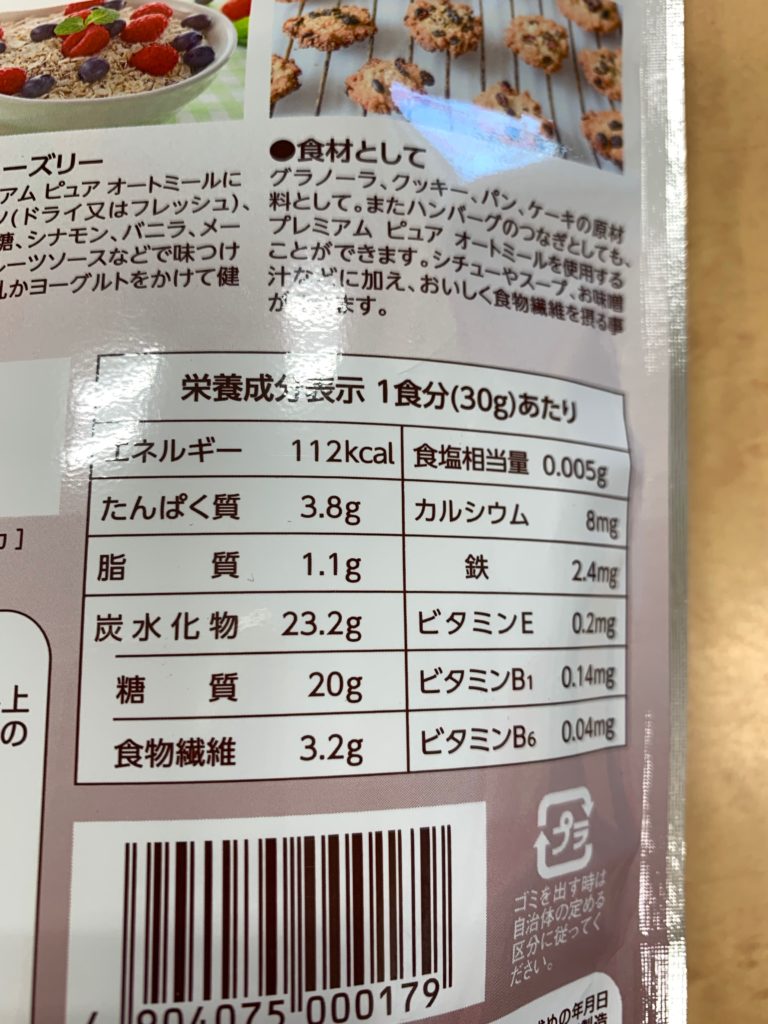 ーズリー
アム ピュア オートミールに
(ドライ又はフレッシュ)、
糖、シナモン、バニラ、メー
ルーツソースなどで味つけ
乳かヨーグルトをかけて健
●食材として
グラノーラ、クッキー、パン、ケーキの原材
料として。またハンバーグのつなぎとしても、
プレミアム ピュア オートミールを使用する
ことができます。シチューやスープ、お味噌
汁などに加え、おいしく食物繊維を摂る事
が ます。
栄養成分表示 1食分(30g)あたり
エネルギー 112kcal 食塩相当量 0.005g
たんぱく質 3.8g カルシウム 8mg
脂質 1.1g 鉄 2.4mg
炭水化物 23.2g ビタミンE 0.2mg
糖質 20g ビタミンB1 0.14mg
食物繊維 3.2g ビタミンB6 0.04mg
上
の
プラ
ゴミを出す時は
自治体の定める
区分に従ってく
ださい。
4 904075 000179
の年月日
製造